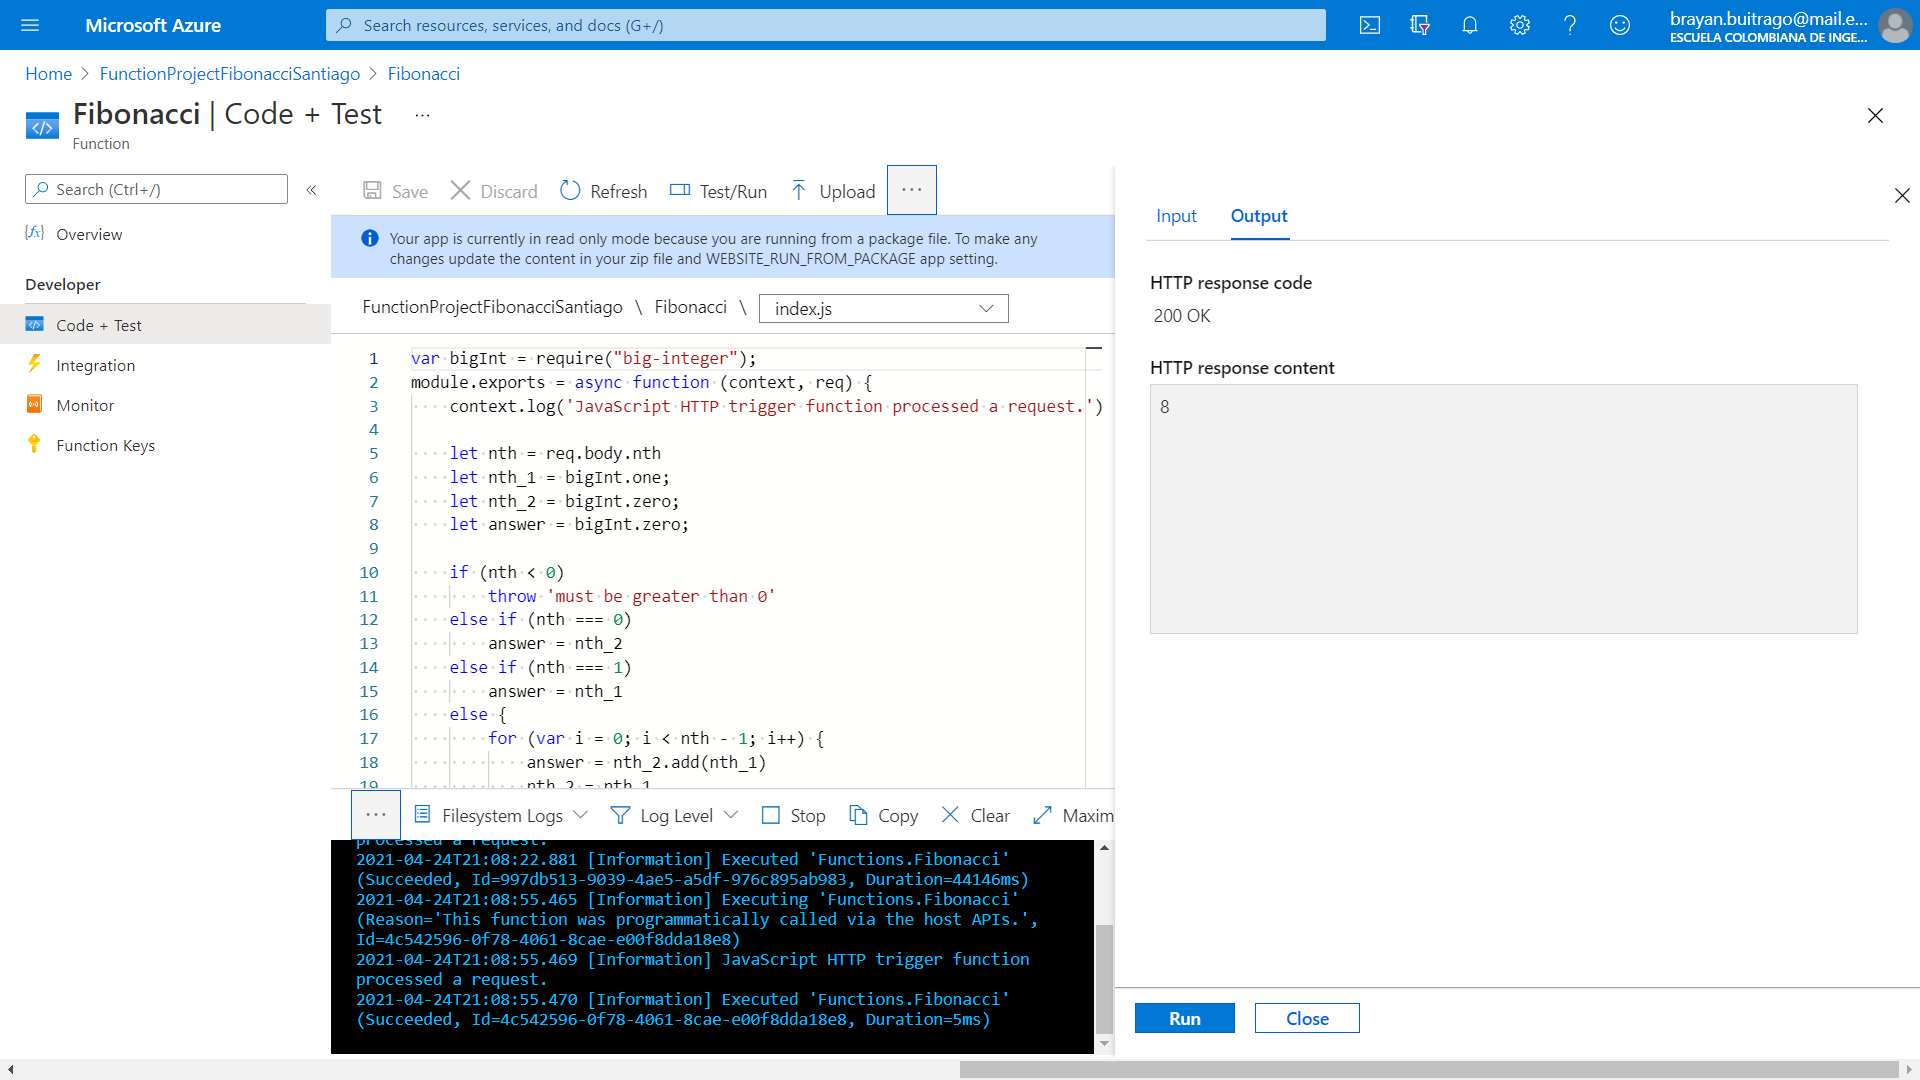 Microsoft Azure
Search resources, services, and docs (G+/)
brayan.buitrago@mail.e...
ESCUELA COLOMBIANA DE INGE...
Home > FunctionProjectFibonacciSantiago > Fibonacci
Fibonacci | Code + Test ...
Function
Search (Ctrl+/) «
Overview
Developer
Code + Test
Integration
Monitor
Function Keys
Save Discard Refresh Test/Run Upload ...
Your app is currently in read only mode because you are running from a package file. To make any
changes update the content in your zip file and WEBSITE_RUN_FROM_PACKAGE app setting.
FunctionProjectFibonacciSantiago \ Fibonacci \ index.js
1 var bigInt = require("big-integer");
2 module.exports = async function (context, req) {
3 context.log('JavaScript HTTP trigger function processed a request.')
4
5 let nth = req.body.nth
6 let nth_1 = bigInt.one;
7 let nth_2 = bigInt.zero;
8 let answer = bigInt.zero;
9
10 if (nth < 0)
11 throw 'must be greater than 0'
12 else if (nth === 0)
13 answer = nth_2
14 else if (nth === 1)
15 answer = nth_1
16 else {
17 for (var i = 0; i < nth - 1; i++) {
18 answer = nth_2.add(nth_1)
19 nth_2 = nth_1
... Filesystem Logs Log Level Stop Copy Clear Maxim
processed a request.
2021-04-24T21:08:22.881 [Information] Executed 'Functions.Fibonacci'
(Succeeded, Id=997db513-9039-4ae5-a5df-976c895ab983, Duration=44146ms)
2021-04-24T21:08:55.465 [Information] Executing 'Functions.Fibonacci'
(Reason='This function was programmatically called via the host APIs.',
Id=4c542596-0f78-4061-8cae-e00f8dda18e8)
2021-04-24T21:08:55.469 [Information] JavaScript HTTP trigger function
processed a request.
2021-04-24T21:08:55.470 [Information] Executed 'Functions.Fibonacci'
(Succeeded, Id=4c542596-0f78-4061-8cae-e00f8dda18e8, Duration=5ms)
Input Output
HTTP response code
200 OK
HTTP response content
8
Run Close